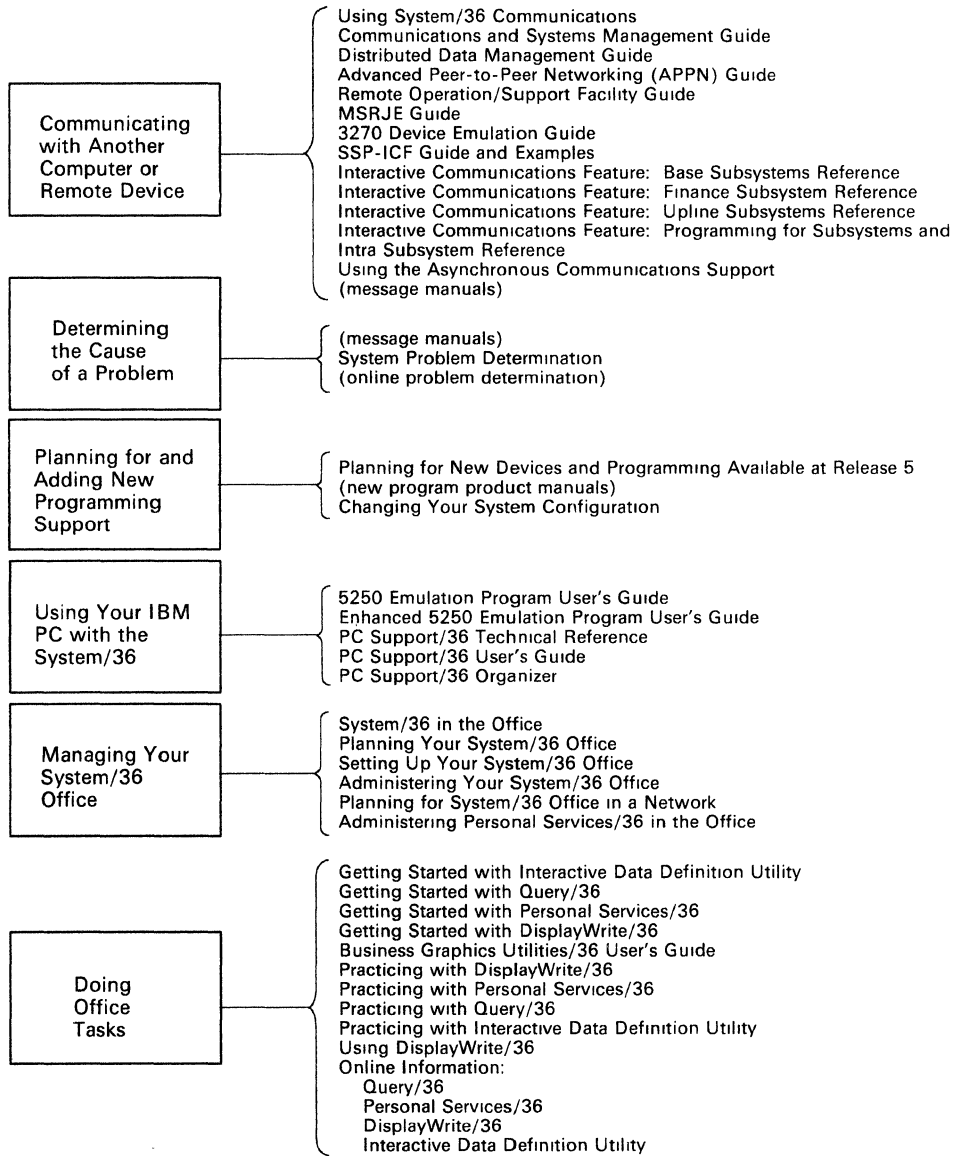 Communicating
with Another
Computer or
Remote Device
Using System/36 Communications
Communications and Systems Management Guide
Distributed Data Management Guide
Advanced Peer-to-Peer Networking (APPN) Guide
Remote Operation/Support Facility Guide
MSRJE Guide
3270 Device Emulation Guide
SSP-ICF Guide and Examples
Interactive Communications Feature: Base Subsystems Reference
Interactive Communications Feature: Finance Subsystem Reference
Interactive Communications Feature: Upline Subsystems Reference
Interactive Communications Feature: Programming for Subsystems and
Intra Subsystem Reference
Using the Asynchronous Communications Support
(message manuals)
Determining
the Cause
of a Problem
(message manuals)
System Problem Determination
(online problem determination)
Planning for and
Adding New
Programming
Support
Planning for New Devices and Programming Available at Release 5
(new program product manuals)
Changing Your System Configuration
Using Your IBM
PC with the
System/36
5250 Emulation Program User's Guide
Enhanced 5250 Emulation Program User's Guide
PC Support/36 Technical Reference
PC Support/36 User's Guide
PC Support/36 Organizer
Managing Your
System/36
Office
System/36 in the Office
Planning Your System/36 Office
Setting Up Your System/36 Office
Administering Your System/36 Office
Planning for System/36 Office in a Network
Administering Personal Services/36 in the Office
Doing
Office
Tasks
Getting Started with Interactive Data Definition Utility
Getting Started with Query/36
Getting Started with Personal Services/36
Getting Started with DisplayWrite/36
Business Graphics Utilities/36 User's Guide
Practicing with DisplayWrite/36
Practicing with Personal Services/36
Practicing with Query/36
Practicing with Interactive Data Definition Utility
Using DisplayWrite/36
Online Information:
Query/36
Personal Services/36
DisplayWrite/36
Interactive Data Definition Utility